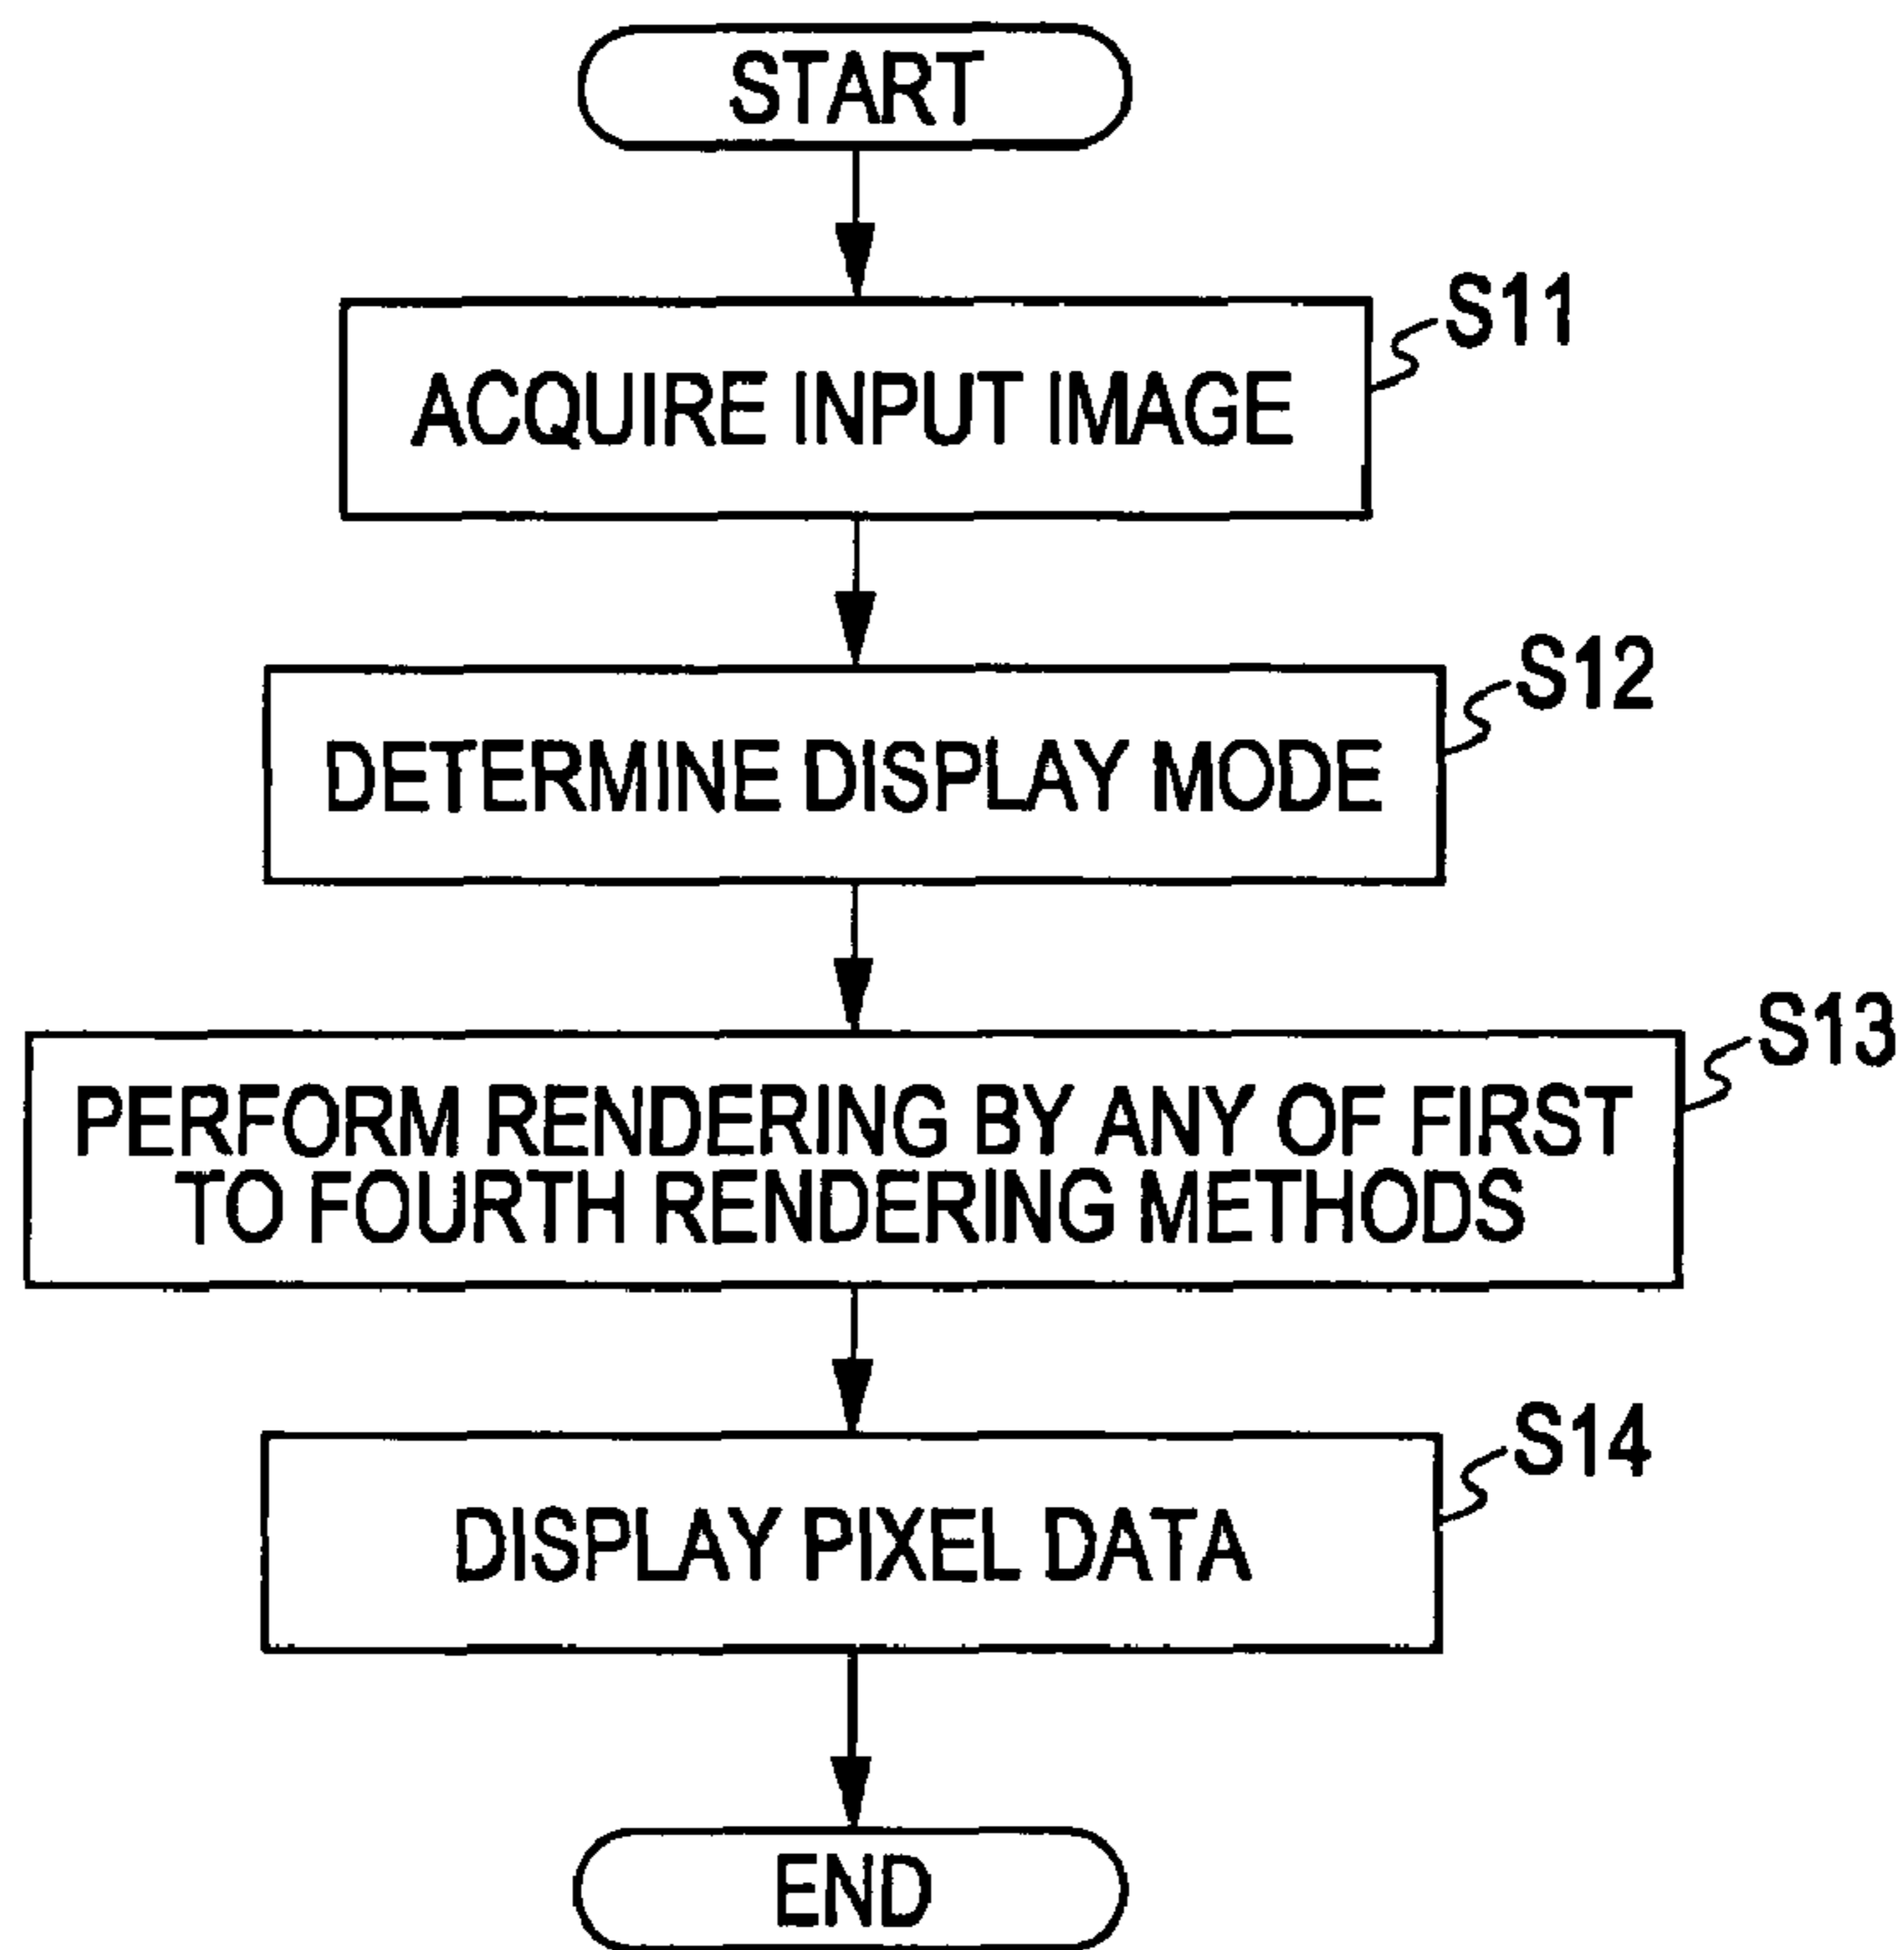 START
S11
ACQUIRE INPUT IMAGE
S12
DETERMINE DISPLAY MODE
S13
PERFORM RENDERING BY ANY OF FIRST
TO FOURTH RENDERING METHODS
S14
DISPLAY PIXEL DATA
END